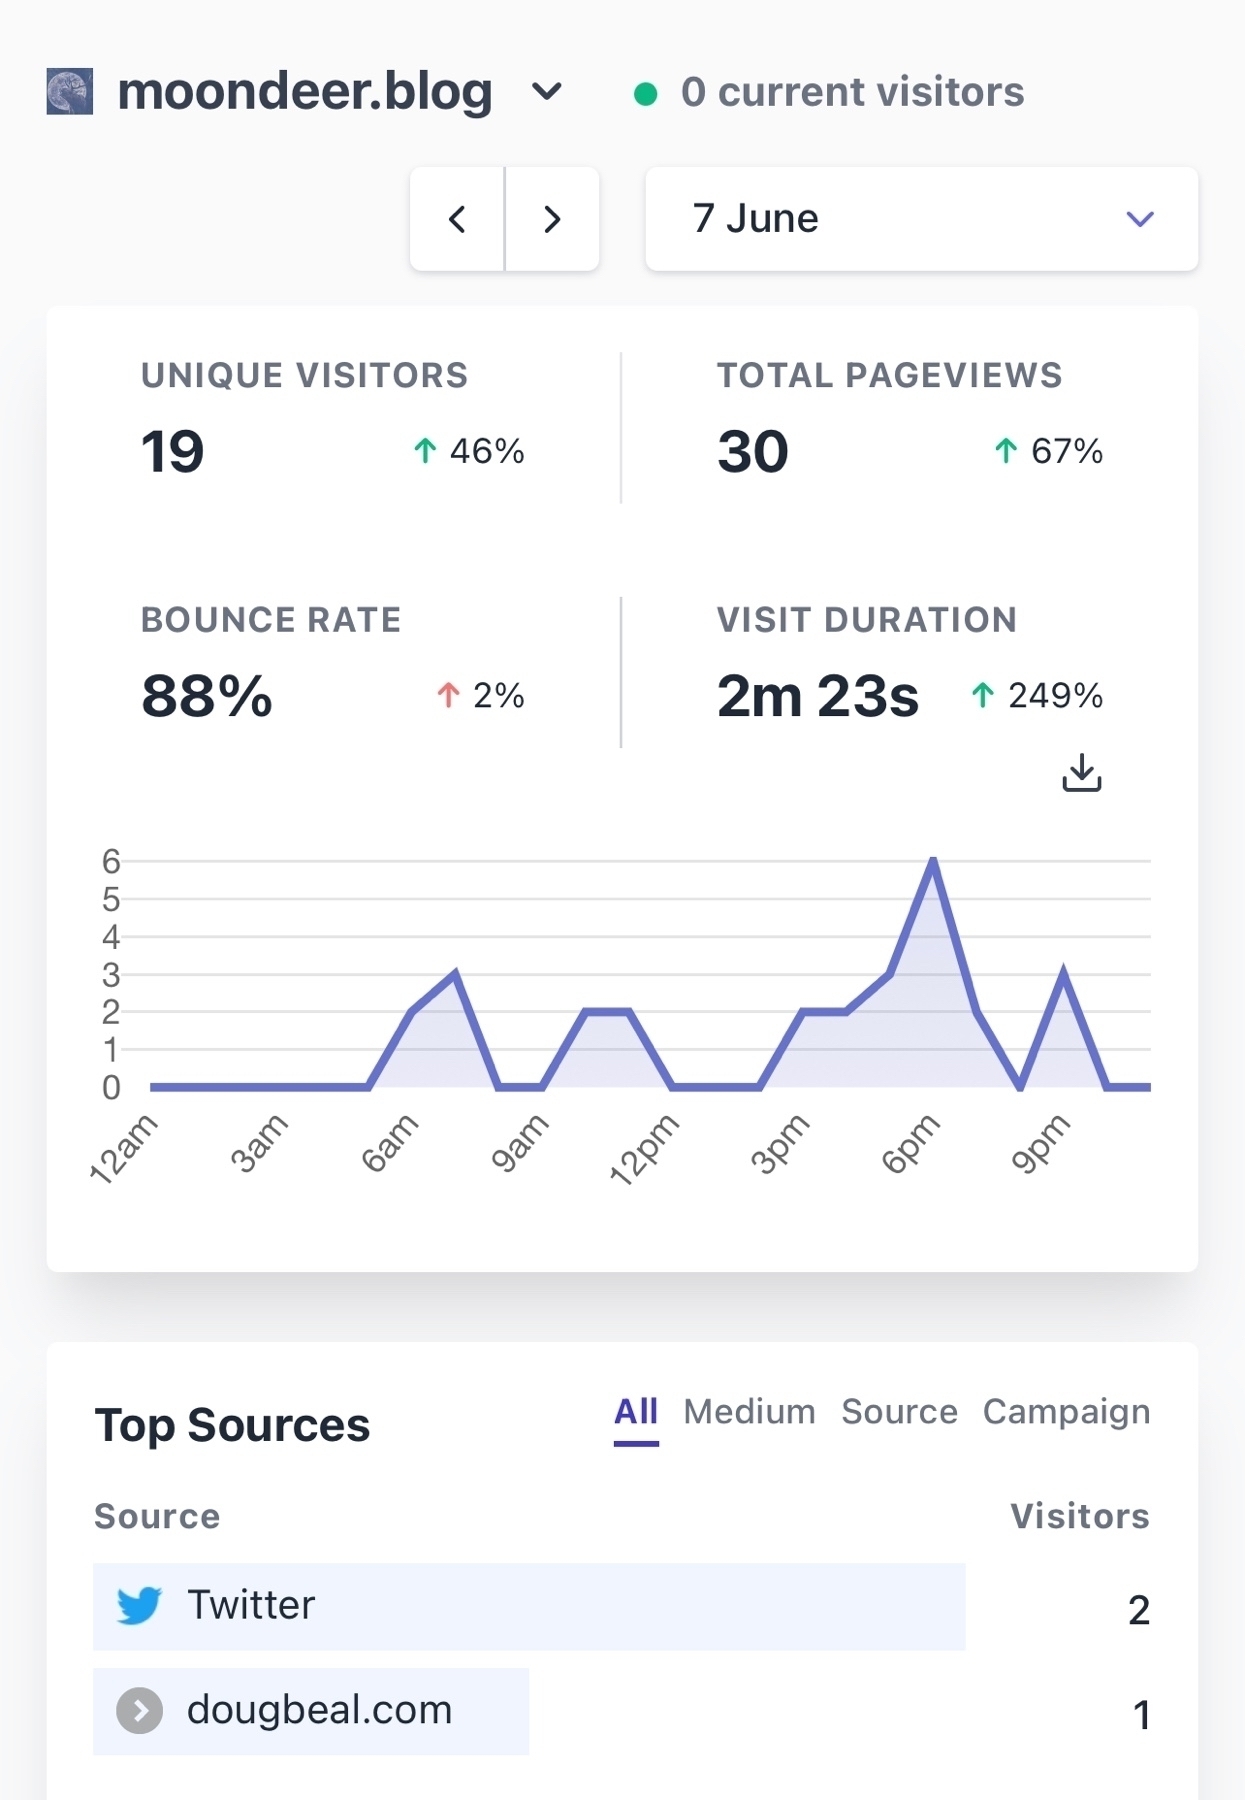 moondeer.blog
0 current visitors
7 June
UNIQUE VISITORS
19
46%
TOTAL PAGEVIEWS
30
67%
BOUNCE RATE
88%
2%
VISIT DURATION
2m 23s
249%
6
5
4
3
2
1
0
12am
3am
6am
9am
12pm
3pm
6pm
9pm
Top Sources
All Medium Source Campaign
Source Visitors
Twitter 2
dougbeal.com 1